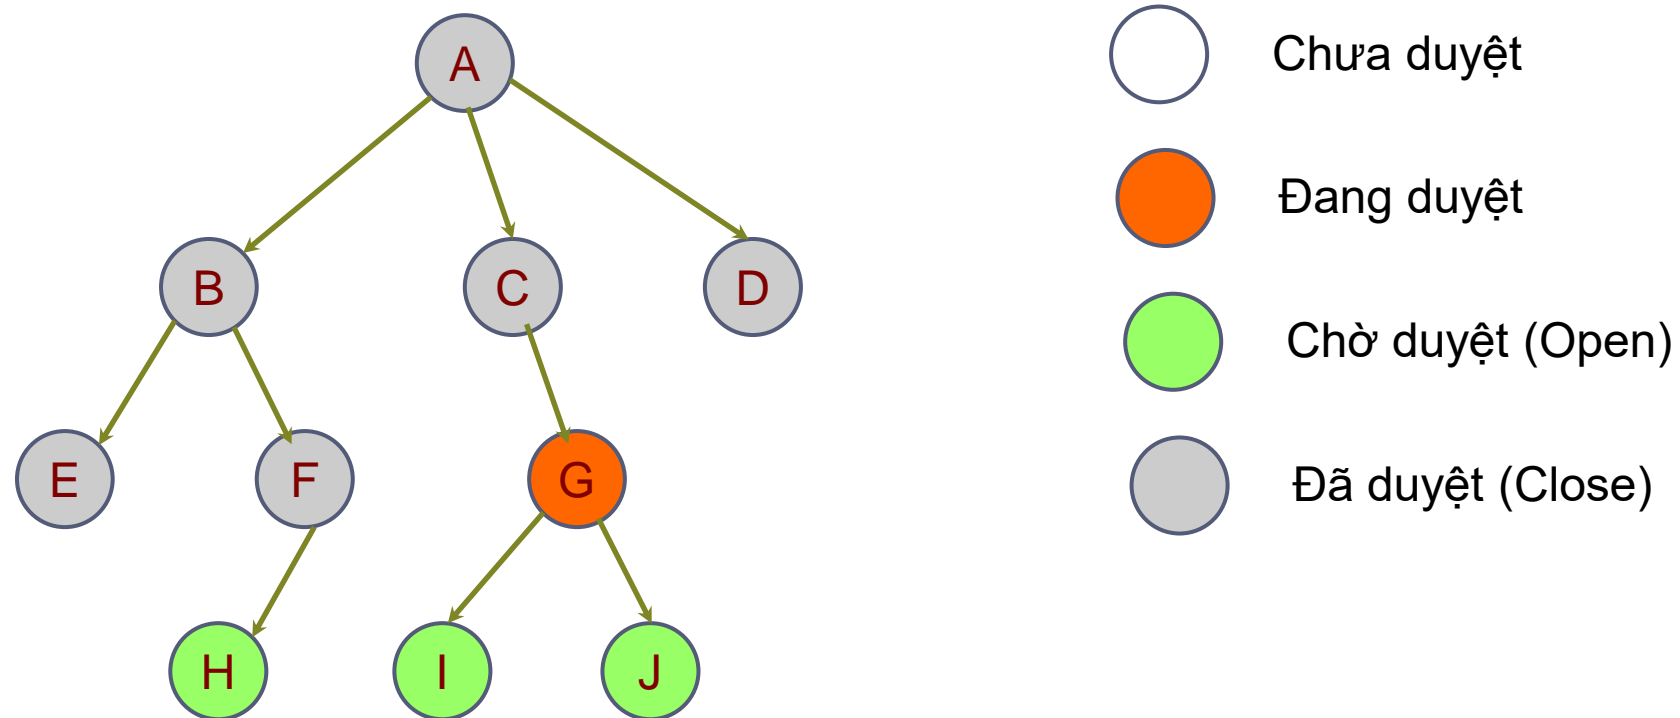 A
B
C
D
E
F
G
H
I
J
Chưa duyệt
Đang duyệt
Chờ duyệt (Open)
Đã duyệt (Close)